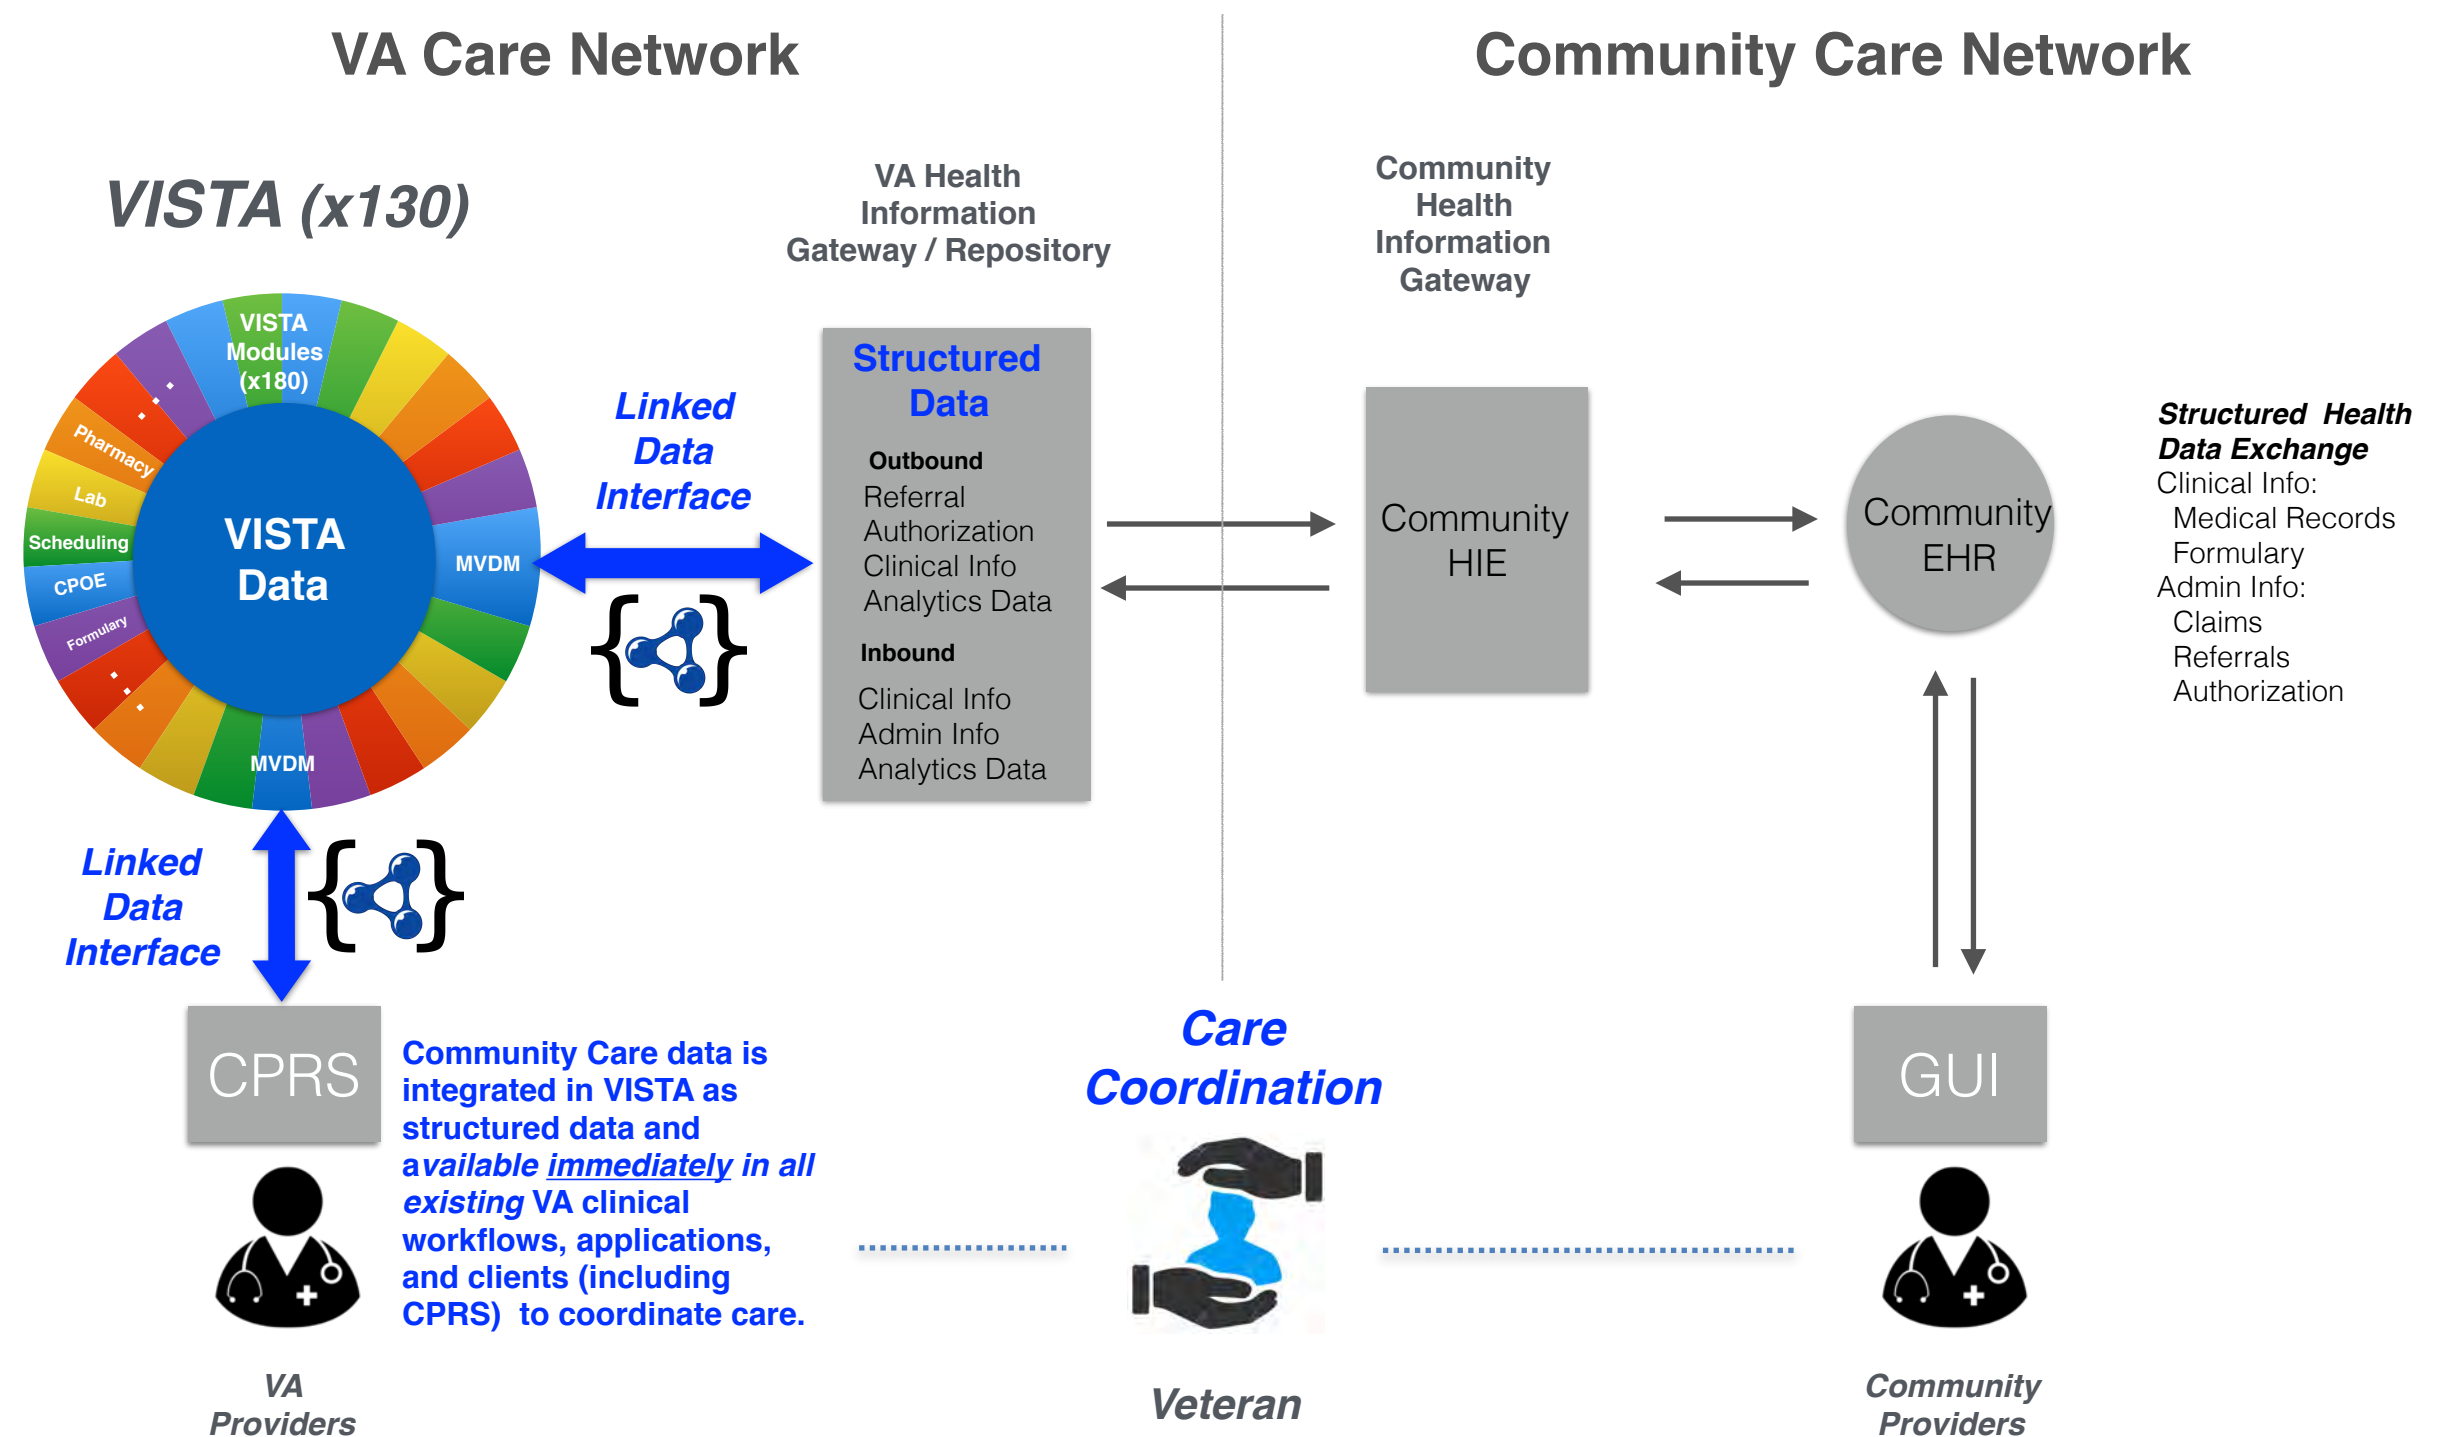 VA Care Network
Community Care Network
VISTA (x130)
VA Health
Information
Gateway / Repository
Community
Health
Information
Gateway
VISTA
Modules
(x180)
Pharmacy
Lab
Scheduling
CPOE
Formulary
MVDM
MVDM
VISTA
Data
Linked
Data
Interface
Structured
Data
Outbound
Referral
Authorization
Clinical Info
Analytics Data
Inbound
Clinical Info
Admin Info
Analytics Data
Community
HIE
Community
EHR
Structured Health
Data Exchange
Clinical Info:
Medical Records
Formulary
Admin Info:
Claims
Referrals
Authorization
Linked
Data
Interface
CPRS
Community Care data is
integrated in VISTA as
structured data and
available immediately in all
existing VA clinical
workflows, applications,
and clients (including
CPRS) to coordinate care.
Care
Coordination
GUI
VA
Providers
Veteran
Community
Providers